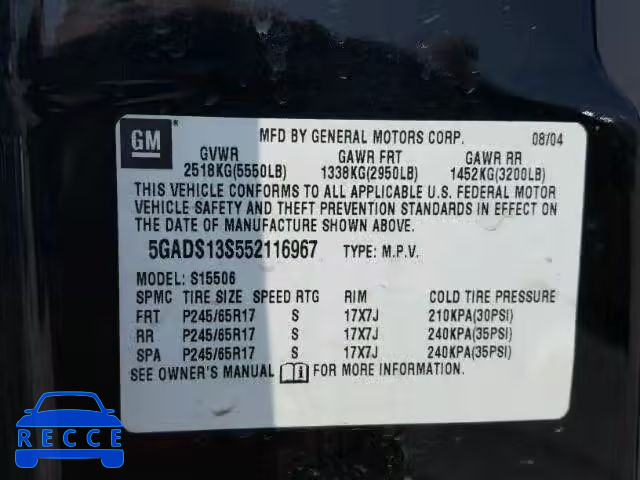 GM
MFD BY GENERAL MOTORS CORP. 08/04
GVWR GAWR FRT GAWR RR
2518KG(5550LB) 1338KG(2950LB) 1452KG(3200LB)
THIS VEHICLE CONFORMS TO ALL APPLICABLE U.S. FEDERAL MOTOR
VEHICLE SAFETY AND THEFT PREVENTION STANDARDS IN EFFECT ON
THE DATE OF MANUFACTURE SHOWN ABOVE.
5GADS13S552116967 TYPE: M.P.V.
MODEL: S15506
SPMC TIRE SIZE SPEED RTG RIM COLD TIRE PRESSURE
FRT P245/65R17 S 17X7J 210KPA(30PSI)
RR P245/65R17 S 17X7J 240KPA(35PSI)
SPA P245/65R17 S 17X7J 240KPA(35PSI)
SEE OWNER'S MANUAL FOR MORE INFORMATION.
RECCE